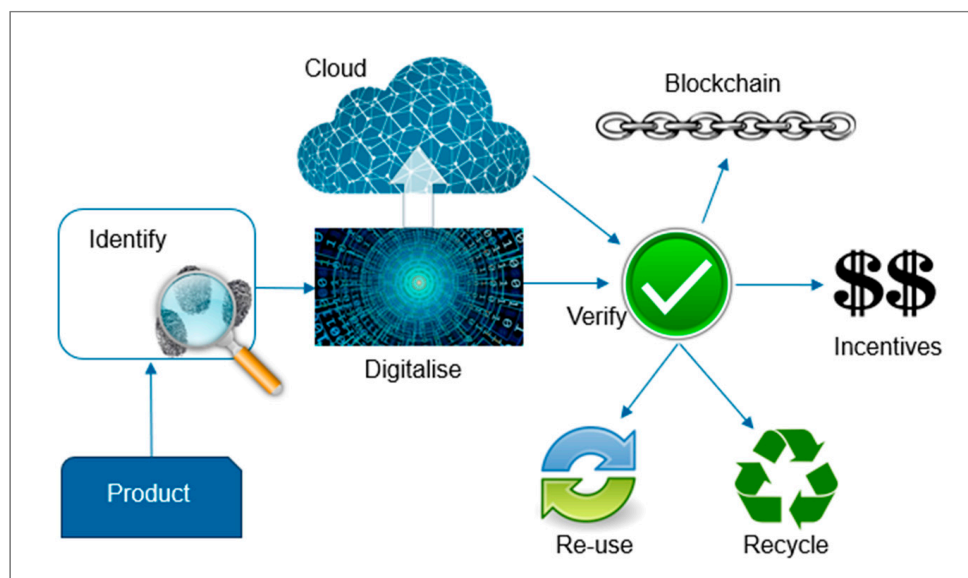 Cloud
Blockchain
Identify
Verify
$$
Incentives
Digitalise
Product
Re-use
Recycle